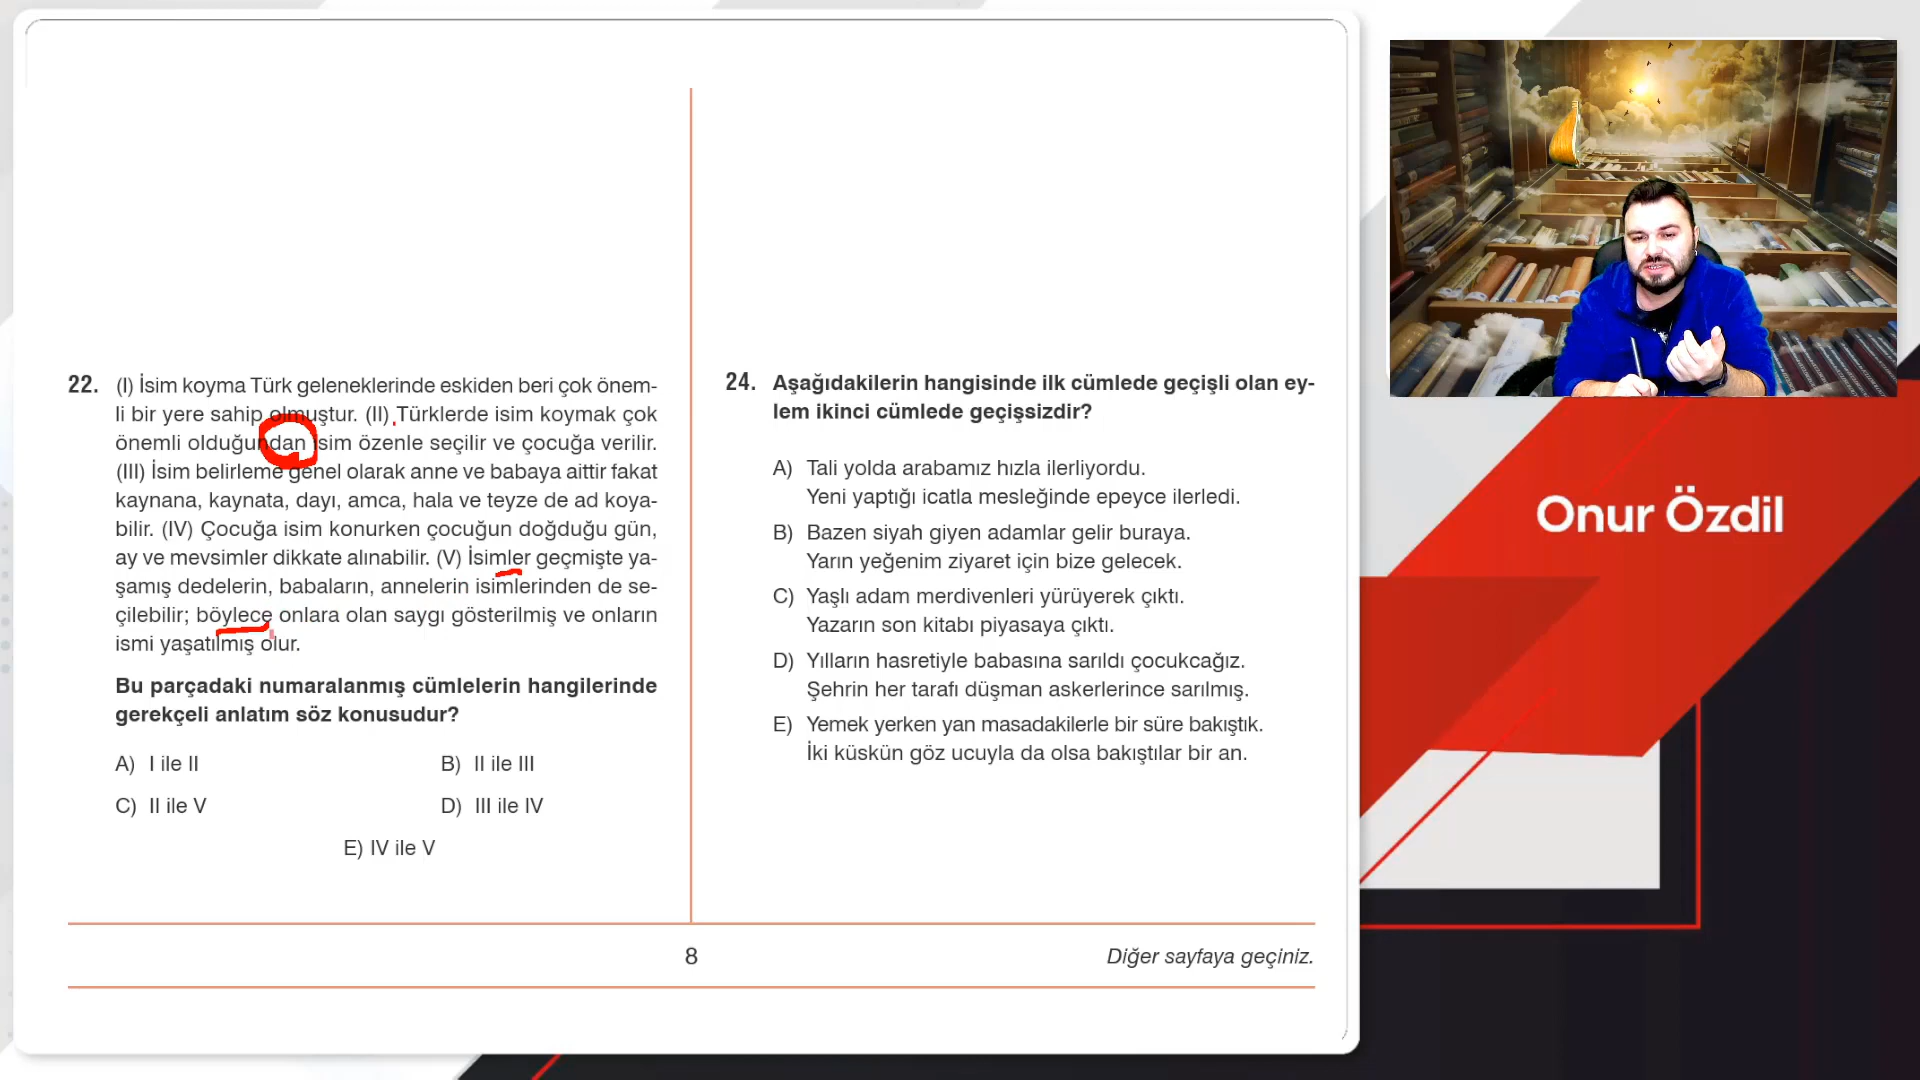 22. (I) İsim koyma Türk geleneklerinde eskiden beri çok önem-
li bir yere sahip olmuştur. (II) Türklerde isim koymak çok
önemli olduğundan isim özenle seçilir ve çocuğa verilir.
(III) İsim belirleme genel olarak anne ve babaya aittir fakat
kaynana, kaynata, dayı, amca, hala ve teyze de ad koya-
bilir. (IV) Çocuğa isim konurken çocuğun doğduğu gün,
ay ve mevsimler dikkate alınabilir. (V) İsimler geçmişte ya-
şamış dedelerin, babaların, annelerin isimlerinden de se-
çilebilir; böylece onlara olan saygı gösterilmiş ve onların
ismi yaşatılmış olur.
Bu parçadaki numaralanmış cümlelerin hangilerinde
gerekçeli anlatım söz konusudur?
A) I ile II
B) II ile III
C) II ile V
D) III ile IV
E) IV ile V
24. Aşağıdakilerin hangisinde ilk cümlede geçişli olan ey-
lem ikinci cümlede geçişsizdir?
A) Tali yolda arabamız hızla ilerliyordu.
Yeni yaptığı icatla mesleğinde epeyce ilerledi.
B) Bazen siyah giyen adamlar gelir buraya.
Yarın yeğenim ziyaret için bize gelecek.
C) Yaşlı adam merdivenleri yürüyerek çıktı.
Yazarın son kitabı piyasaya çıktı.
D) Yılların hasretiyle babasına sarıldı çocukcağız.
Şehrin her tarafı düşman askerlerince sarılmış.
E) Yemek yerken yan masadakilerle bir süre bakıştık.
İki küskün göz ucuyla da olsa bakıştılar bir an.
8
Diğer sayfaya geçiniz.
Onur Özdil